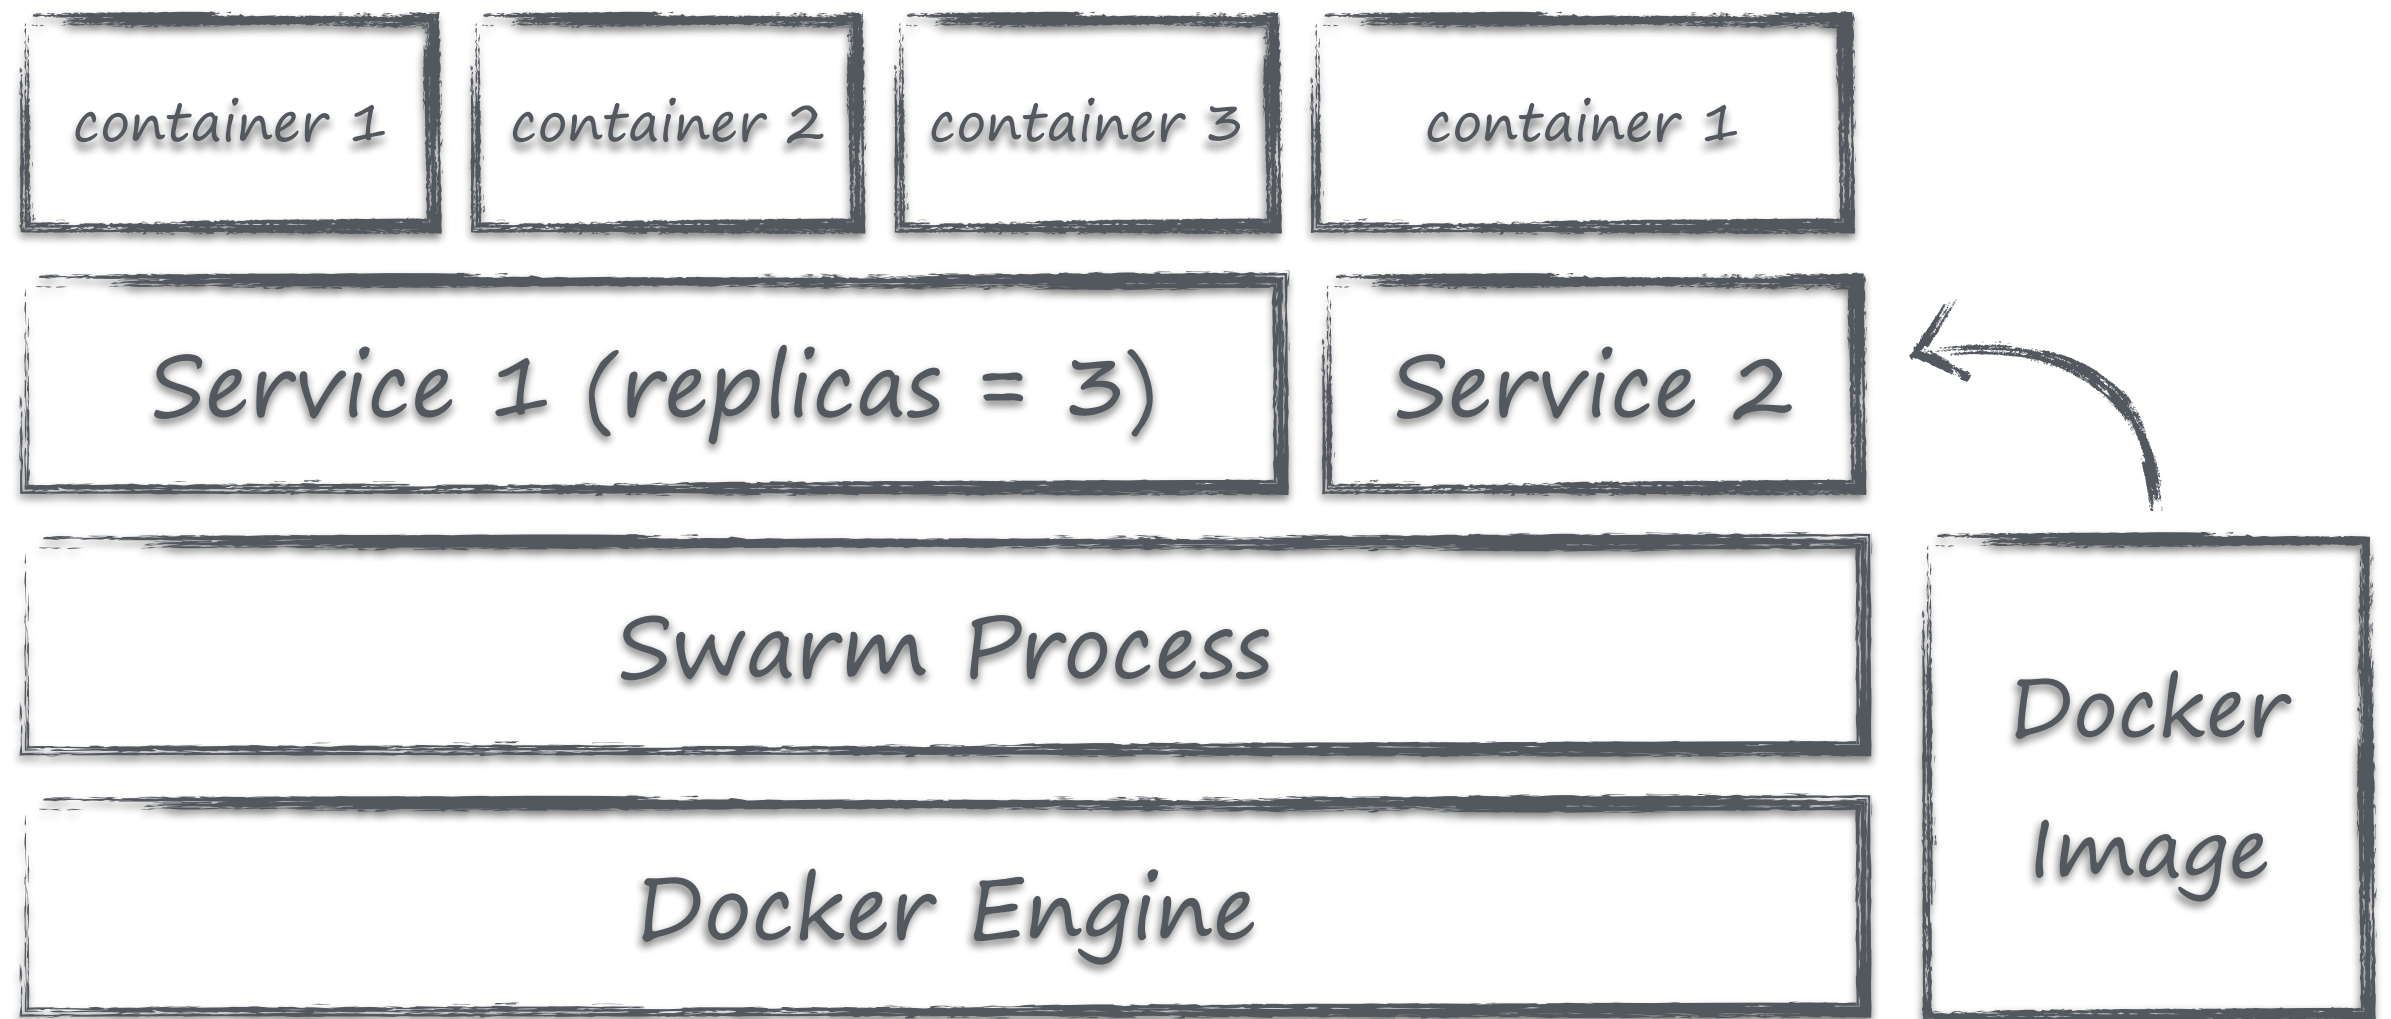 container 1
container 2
container 3
container 1
Service 1 (replicas = 3)
Service 2
Swarm Process
Docker
Image
Docker Engine